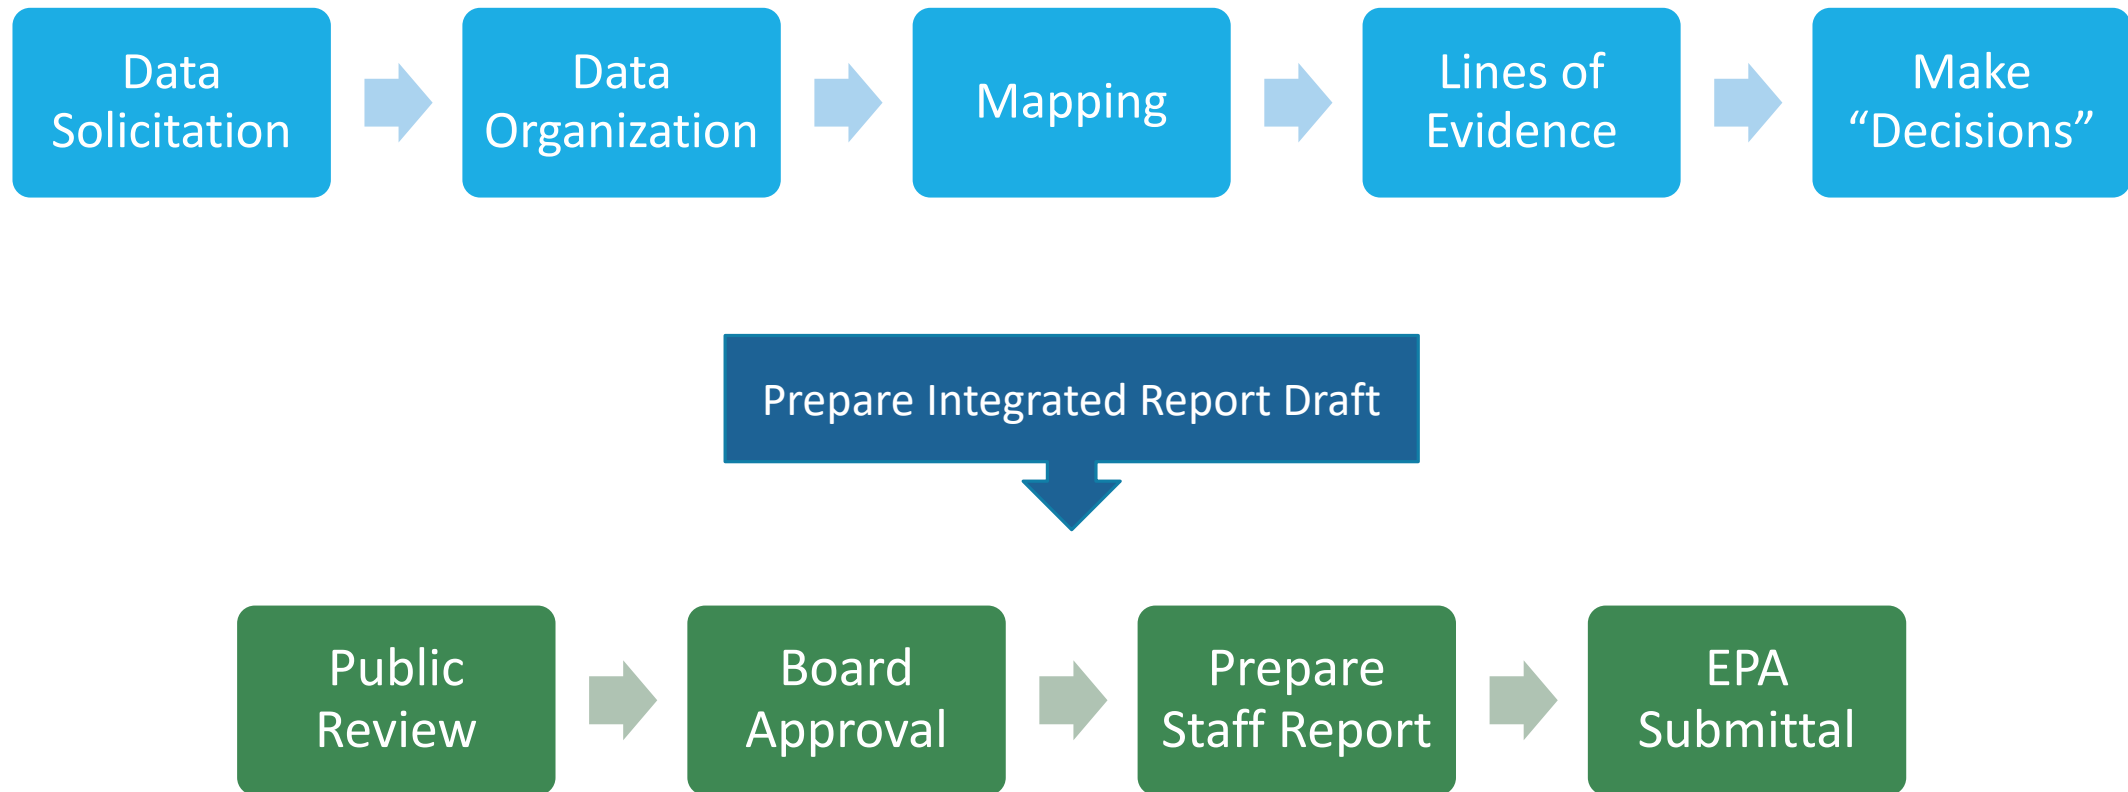 Data
Solicitation
Data
Organization
Mapping
Lines of
Evidence
Make
“Decisions”
Prepare Integrated Report Draft
Public
Review
Board
Approval
Prepare
Staff Report
EPA
Submittal